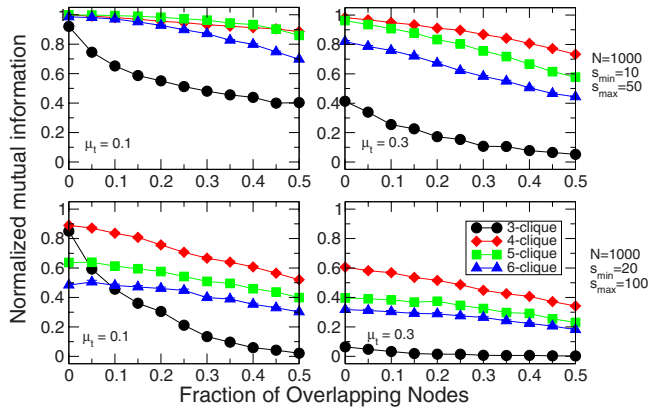 Normalized mutual information
1
0.8
0.6
0.4
0.2
0
μt = 0.1
0 0.1 0.2 0.3 0.4 0.5
1
0.8
0.6
0.4
0.2
0
μt = 0.3
0 0.1 0.2 0.3 0.4 0.5
N=1000
smin=10
smax=50
1
0.8
0.6
0.4
0.2
0
μt = 0.1
0 0.1 0.2 0.3 0.4 0.5
1
0.8
0.6
0.4
0.2
0
3-clique
4-clique
5-clique
6-clique
μt = 0.3
0 0.1 0.2 0.3 0.4 0.5
N=1000
smin=20
smax=100
Fraction of Overlapping Nodes